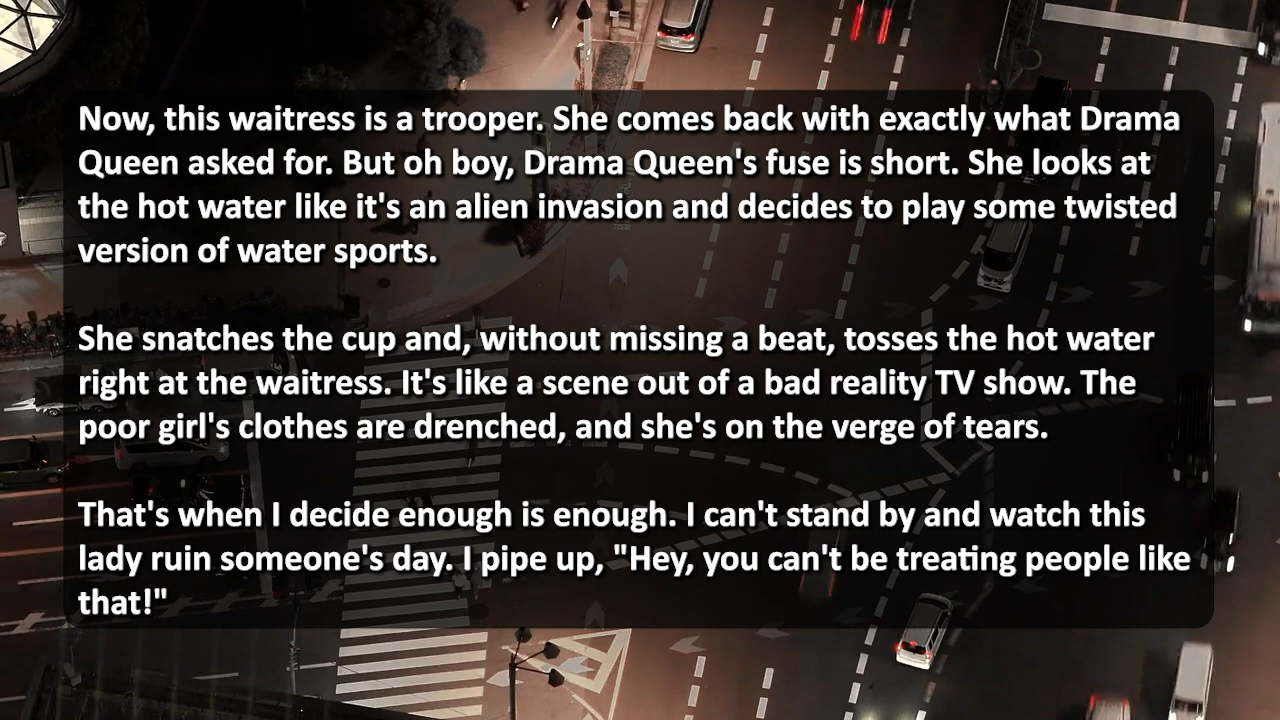 Now, this waitress is a trooper. She comes back with exactly what Drama
Queen asked for. But oh boy, Drama Queen's fuse is short. She looks at
the hot water like it's an alien invasion and decides to play some twisted
version of water sports.
She snatches the cup and, without missing a beat, tosses the hot water
right at the waitress. It's like a scene out of a bad reality TV show. The
poor girl's clothes are drenched, and she's on the verge of tears.
That's when I decide enough is enough. I can't stand by and watch this
lady ruin someone's day. I pipe up, "Hey, you can't be treating people like
that!"